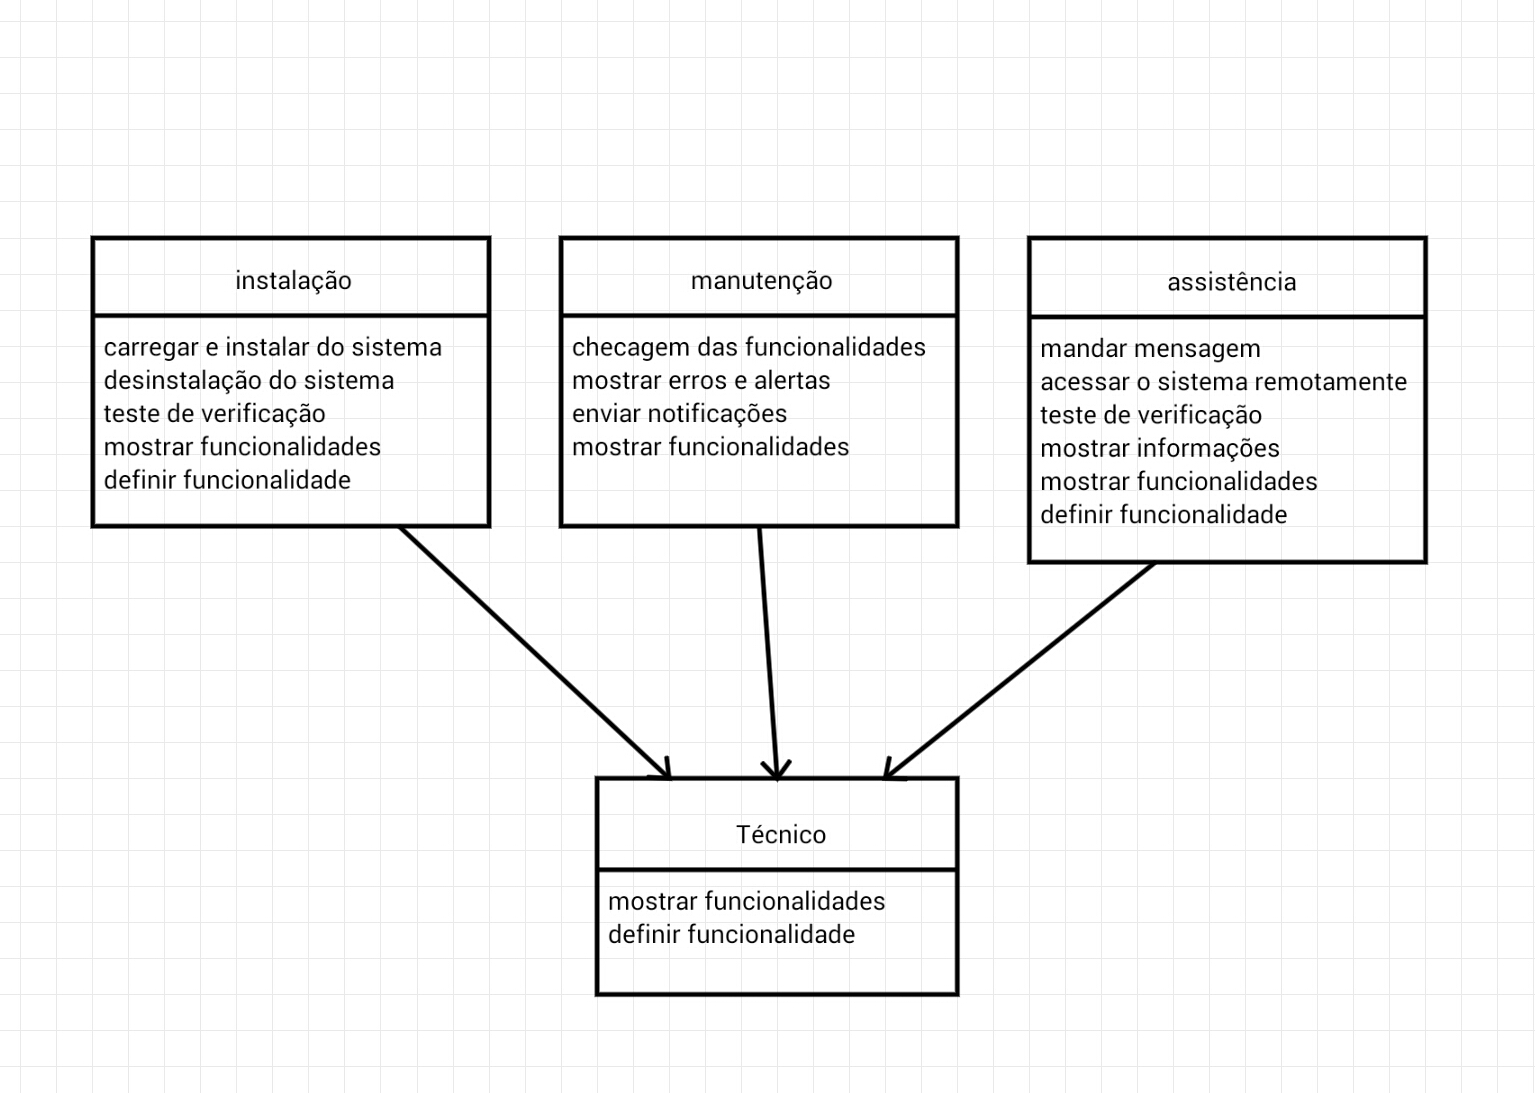 instalação
carregar e instalar do sistema
desinstalação do sistema
teste de verificação
mostrar funcionalidades
definir funcionalidade
manutenção
checagem das funcionalidades
mostrar erros e alertas
enviar notificações
mostrar funcionalidades
assistência
mandar mensagem
acessar o sistema remotamente
teste de verificação
mostrar informações
mostrar funcionalidades
definir funcionalidade
Técnico
mostrar funcionalidades
definir funcionalidade